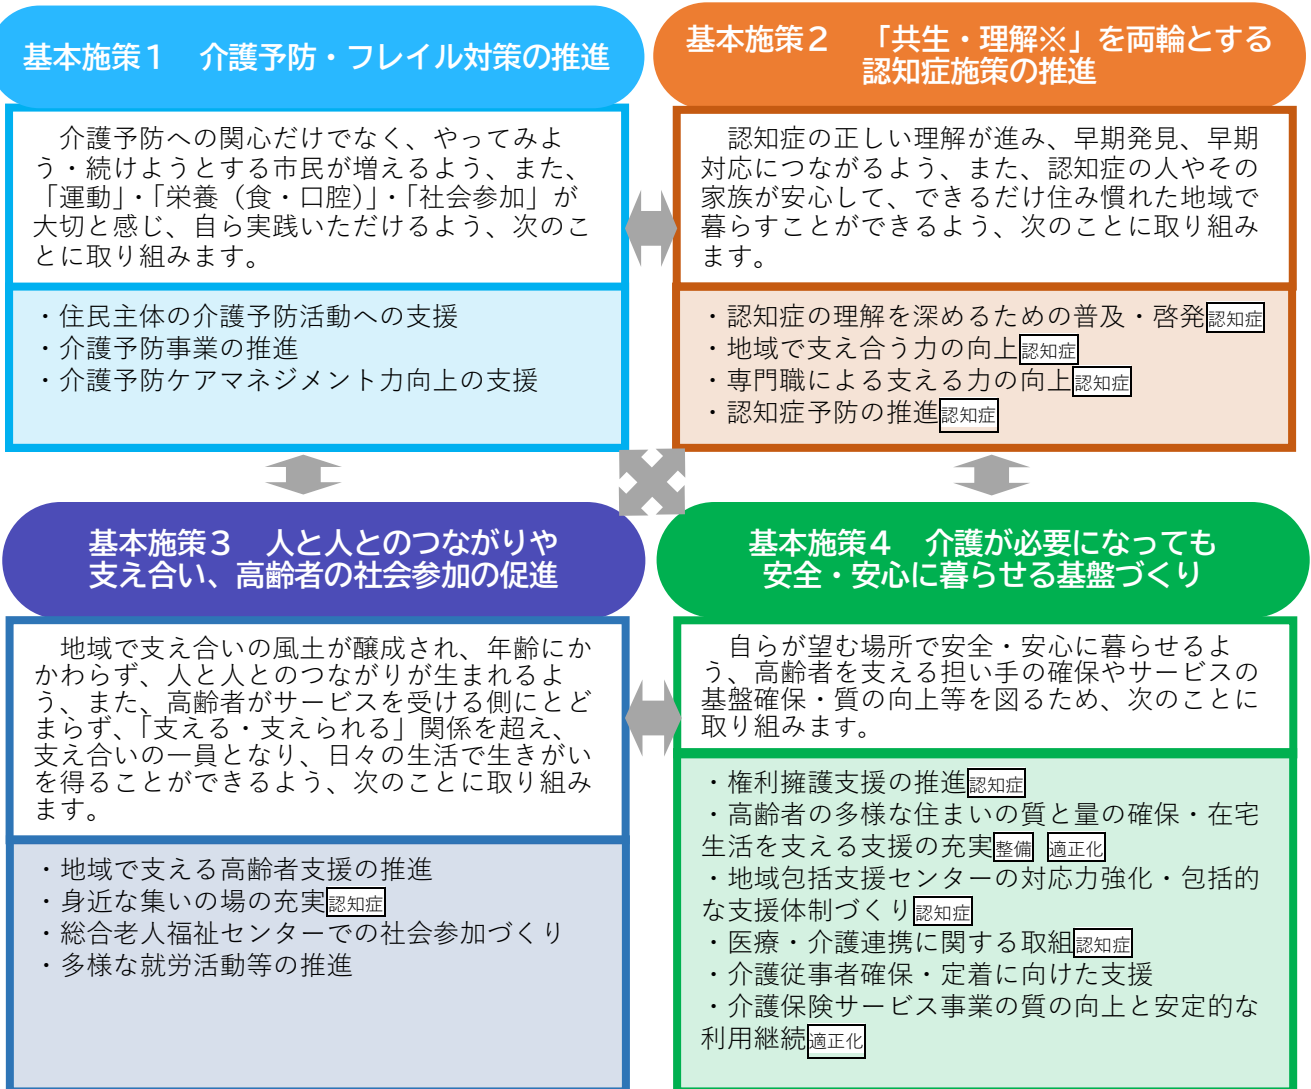 基本施策１　介護予防・フレイル対策の推進
介護予防への関心だけでなく、やってみよ
う・続けようとする市民が増えるよう、また、
「運動」・「栄養（食・口腔）」・「社会参加」が
大切と感じ、自ら実践いただけるよう、次のこ
とに取り組みます。
・住民主体の介護予防活動への支援
・介護予防事業の推進
・介護予防ケアマネジメント力向上の支援
基本施策２　「共生・理解※」を両輪とする
認知症施策の推進
認知症の正しい理解が進み、早期発見、早期
対応につながるよう、また、認知症の人やその
家族が安心して、できるだけ住み慣れた地域で
暮らすことができるよう、次のことに取り組み
ます。
・認知症の理解を深めるための普及・啓発 認知症
・地域で支え合う力の向上 認知症
・専門職による支える力の向上 認知症
・認知症予防の推進 認知症
基本施策３　人と人とのつながりや
支え合い、高齢者の社会参加の促進
地域で支え合いの風土が醸成され、年齢にか
かわらず、人と人とのつながりが生まれるよ
う、また、高齢者がサービスを受ける側にとど
まらず、「支える・支えられる」関係を超え、
支え合いの一員となり、日々の生活で生きがい
を得ることができるよう、次のことに取り組み
ます。
・地域で支える高齢者支援の推進
・身近な集いの場の充実 認知症
・総合老人福祉センターでの社会参加づくり
・多様な就労活動等の推進
基本施策４　介護が必要になっても
安全・安心に暮らせる基盤づくり
自らが望む場所で安全・安心に暮らせるよ
う、高齢者を支える担い手の確保やサービスの
基盤確保・質の向上等を図るため、次のことに
取り組みます。
・権利擁護支援の推進 認知症
・高齢者の多様な住まいの質と量の確保・在宅
生活を支える支援の充実 整備 適正化
・地域包括支援センターの対応力強化・包括的
な支援体制づくり 認知症
・医療・介護連携に関する取組 認知症
・介護従事者確保・定着に向けた支援
・介護保険サービス事業の質の向上と安定的な
利用継続 適正化